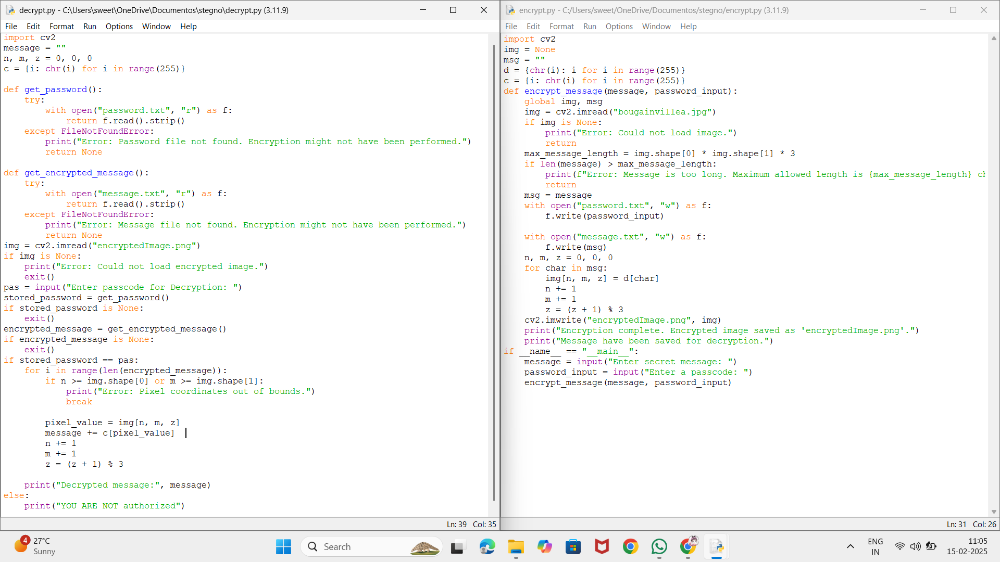 decrypt.py - C:\Users\sweet\OneDrive\Documentos\stegno\decrypt.py (3.11.9)
File Edit Format Run Options Window Help
import cv2
message = ""
n, m, z = 0, 0, 0
c = {i: chr(i) for i in range(255)}
def get_password():
    try:
        with open("password.txt", "r") as f:
            return f.read().strip()
    except FileNotFoundError:
        print("Error: Password file not found. Encryption might not have been performed.")
        return None
def get_encrypted_message():
    try:
        with open("message.txt", "r") as f:
            return f.read().strip()
    except FileNotFoundError:
        print("Error: Message file not found. Encryption might not have been performed.")
        return None
img = cv2.imread("encryptedImage.png")
if img is None:
    print("Error: Could not load encrypted image.")
    exit()
pas = input("Enter passcode for Decryption: ")
stored_password = get_password()
if stored_password is None:
    exit()
encrypted_message = get_encrypted_message()
if encrypted_message is None:
    exit()
if stored_password == pas:
    for i in range(len(encrypted_message)):
        if n >= img.shape[0] or m >= img.shape[1]:
            print("Error: Pixel coordinates out of bounds.")
            break
        pixel_value = img[n, m, z]
        message += c[pixel_value]
        n += 1
        m += 1
        z = (z + 1) % 3
    print("Decrypted message:", message)
else:
    print("YOU ARE NOT authorized")
Ln: 39 Col: 35
encrypt.py - C:/Users/sweet/OneDrive/Documentos/stegno/encrypt.py (3.11.9)
File Edit Format Run Options Window Help
import cv2
img = None
msg = ""
d = {chr(i): i for i in range(255)}
c = {i: chr(i) for i in range(255)}
def encrypt_message(message, password_input):
    global img, msg
    img = cv2.imread("bougainvillea.jpg")
    if img is None:
        print("Error: Could not load image.")
        return
    max_message_length = img.shape[0] * img.shape[1] * 3
    if len(message) > max_message_length:
        print(f"Error: Message is too long. Maximum allowed length is {max_message_length} ch
        return
    msg = message
    with open("password.txt", "w") as f:
        f.write(password_input)
    with open("message.txt", "w") as f:
        f.write(msg)
    n, m, z = 0, 0, 0
    for char in msg:
        img[n, m, z] = d[char]
        n += 1
        m += 1
        z = (z + 1) % 3
    cv2.imwrite("encryptedImage.png", img)
    print("Encryption complete. Encrypted image saved as 'encryptedImage.png'.")
    print("Message have been saved for decryption.")
if __name__ == "__main__":
    message = input("Enter secret message: ")
    password_input = input("Enter a passcode: ")
    encrypt_message(message, password_input)
Ln: 31 Col: 26
4
27°C
Sunny
Search
ENG
IN
11:05
15-02-2025